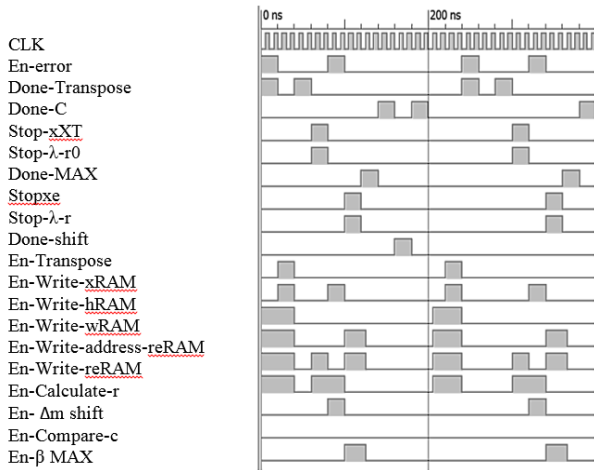 0 ns 200 ns
CLK
En-error
Done-Transpose
Done-C
Stop-xXT
Stop-λ-r0
Done-MAX
Stopxe
Stop-λ-r
Done-shift
En-Transpose
En-Write-xRAM
En-Write-hRAM
En-Write-wRAM
En-Write-address-reRAM
En-Write-reRAM
En-Calculate-r
En- Δm shift
En-Compare-c
En-β MAX